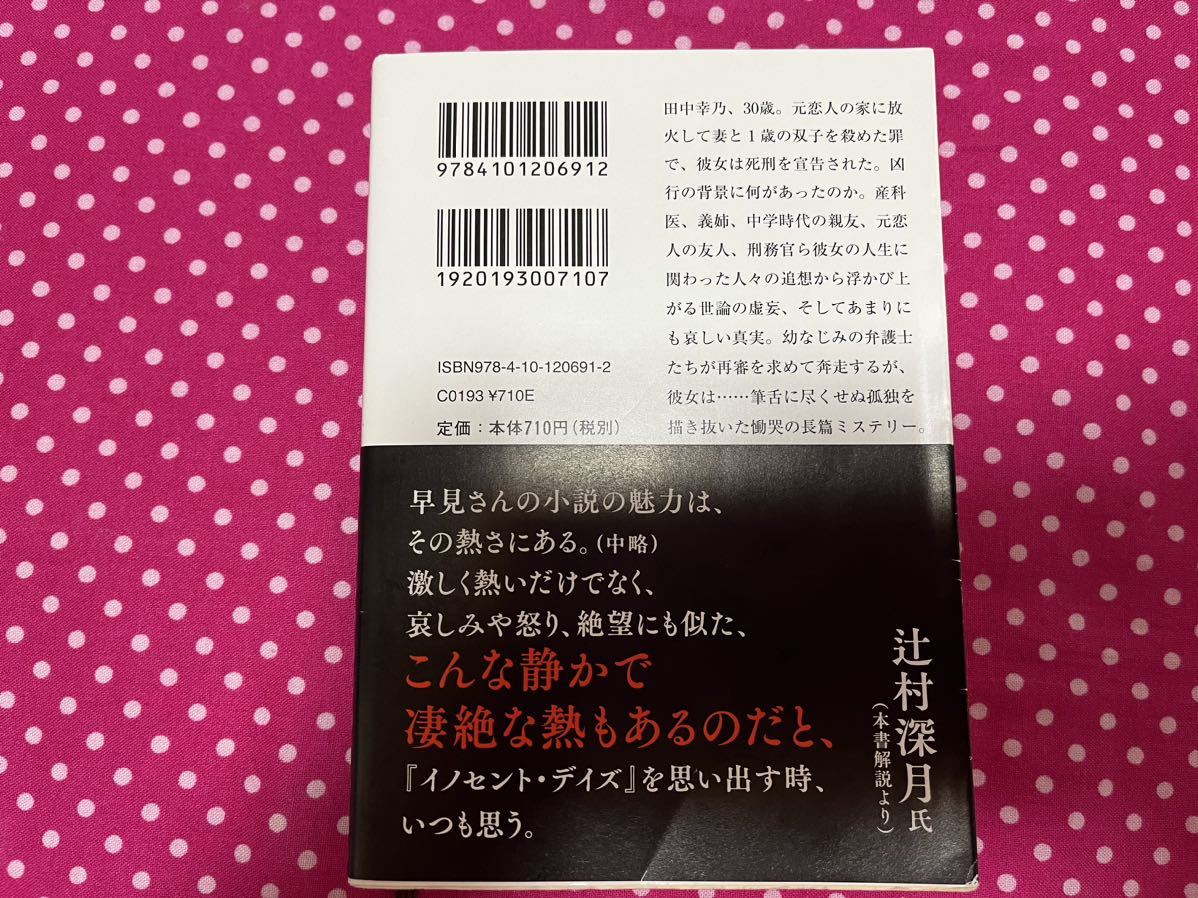 9784101206912
1920193007107
ISBN978-4-10-120691-2
C0193 ¥710E
定価：本体710円（税別）
田中幸乃、30歳。元恋人の家に放
火して妻と１歳の双子を殺めた罪
で、彼女は死刑を宣告された。凶
行の背景に何があったのか。産科
医、義姉、中学時代の親友、元恋
人の友人、刑務官ら彼女の人生に
関わった人々の追想から浮かび上
がる世論の虚妄、そしてあまりに
も哀しい真実。幼なじみの弁護士
たちが再審を求めて奔走するが、
彼女は……筆舌に尽くせぬ孤独を
描き抜いた慟哭の長篇ミステリー。
早見さんの小説の魅力は、
その熱さにある。（中略）
激しく熱いだけでなく、
哀しみや怒り、絶望にも似た、
こんな静かで
凄絶な熱もあるのだと、
『イノセント・デイズ』を思い出す時、
いつも思う。
辻村深月氏
（本書解説より）